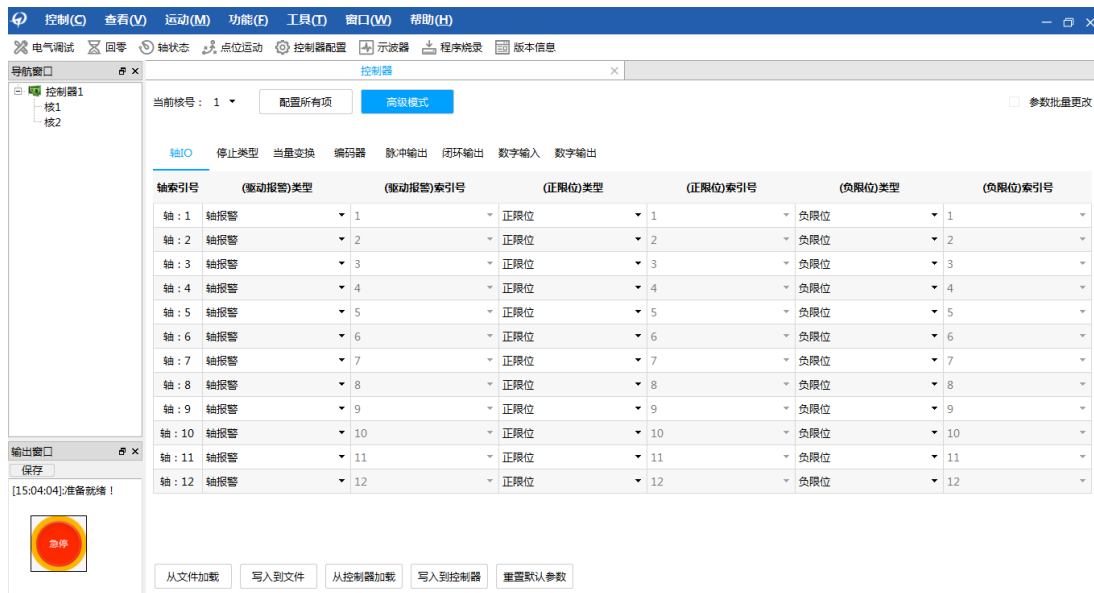 控制(C) 查看(V) 运动(M) 功能(F) 工具(T) 窗口(W) 帮助(H)
电气调试 回零 轴状态 点位运动 控制器配置 示波器 程序烧录 版本信息
导航窗口 控制器
控制器1
核1
核2
当前核号： 1 配置所有项 高级模式 参数批量更改
轴IO 停止类型 当量变换 编码器 脉冲输出 闭环输出 数字输入 数字输出
轴索引号 (驱动报警)类型 (驱动报警)索引号 (正限位)类型 (正限位)索引号 (负限位)类型 (负限位)索引号
轴：1 轴报警 1 正限位 1 负限位 1
轴：2 轴报警 2 正限位 2 负限位 2
轴：3 轴报警 3 正限位 3 负限位 3
轴：4 轴报警 4 正限位 4 负限位 4
轴：5 轴报警 5 正限位 5 负限位 5
轴：6 轴报警 6 正限位 6 负限位 6
轴：7 轴报警 7 正限位 7 负限位 7
轴：8 轴报警 8 正限位 8 负限位 8
轴：9 轴报警 9 正限位 9 负限位 9
轴：10 轴报警 10 正限位 10 负限位 10
轴：11 轴报警 11 正限位 11 负限位 11
轴：12 轴报警 12 正限位 12 负限位 12
输出窗口
保存
[15:04:04]:准备就绪！
急停
从文件加载 写入到文件 从控制器加载 写入到控制器 重置默认参数